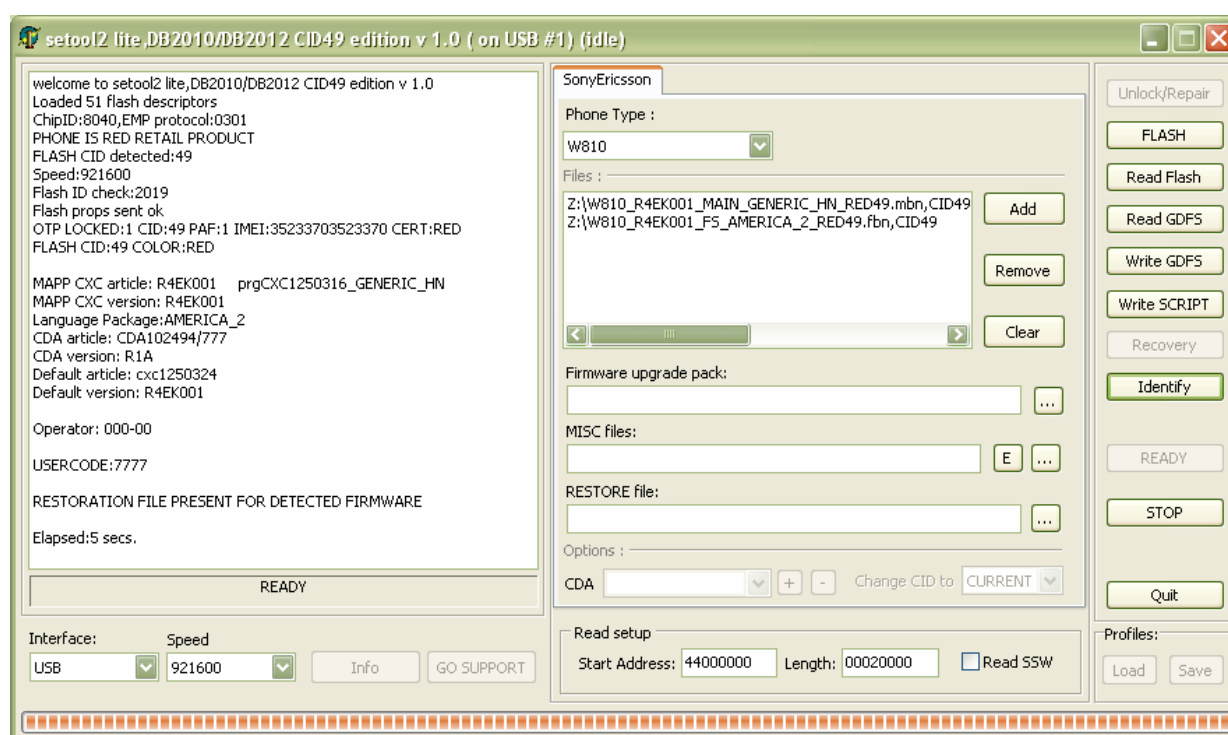 setool2 lite,DB2010/DB2012 CID49 edition v 1.0 ( on USB #1) (idle)
welcome to setool2 lite,DB2010/DB2012 CID49 edition v 1.0
Loaded 51 flash descriptors
ChipID:8040,EMP protocol:0301
PHONE IS RED RETAIL PRODUCT
FLASH CID detected:49
Speed:921600
Flash ID check:2019
Flash props sent ok
OTP LOCKED:1 CID:49 PAF:1 IMEI:35233703523370 CERT:RED
FLASH CID:49 COLOR:RED
MAPP CXC article: R4EK001 prgCXC1250316_GENERIC_HN
MAPP CXC version: R4EK001
Language Package:AMERICA_2
CDA article: CDA102494/777
CDA version: R1A
Default article: cxc1250324
Default version: R4EK001
Operator: 000-00
USERCODE:7777
RESTORATION FILE PRESENT FOR DETECTED FIRMWARE
Elapsed:5 secs.
READY
Interface:
Speed
USB
921600
Info
GO SUPPORT
SonyEricsson
Phone Type :
W810
Files :
Z:\W810_R4EK001_MAIN_GENERIC_HN_RED49.mbn,CID49
Z:\W810_R4EK001_FS_AMERICA_2_RED49.fbn,CID49
Add
Remove
Clear
Firmware upgrade pack:
...
MISC files:
E
...
RESTORE file:
...
Options :
CDA
+
-
Change CID to
CURRENT
Read setup
Start Address:
44000000
Length:
00020000
Read SSW
Unlock/Repair
FLASH
Read Flash
Read GDFS
Write GDFS
Write SCRIPT
Recovery
Identify
READY
STOP
Quit
Profiles:
Load
Save